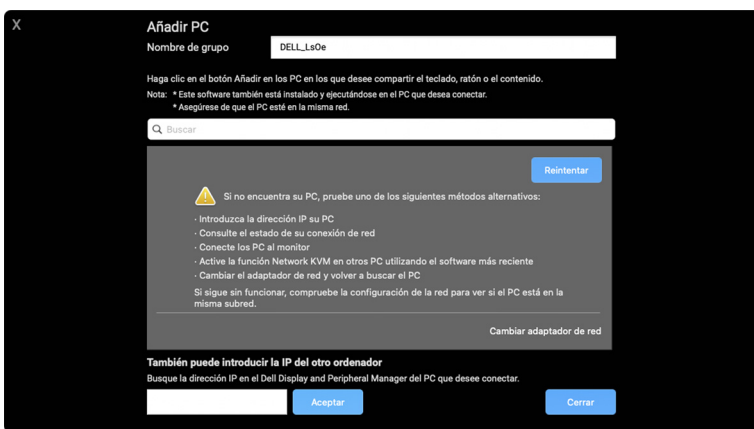 X
Añadir PC
Nombre de grupo DELL_LsOe
Haga clic en el botón Añadir en los PC en los que desee compartir el teclado, ratón o el contenido.
Nota: * Este software también está instalado y ejecutándose en el PC que desea conectar.
* Asegúrese de que el PC esté en la misma red.
Buscar
Reintentar
Si no encuentra su PC, pruebe uno de los siguientes métodos alternativos:
· Introduzca la dirección IP su PC
· Consulte el estado de su conexión de red
· Conecte los PC al monitor
· Active la función Network KVM en otros PC utilizando el software más reciente
· Cambiar el adaptador de red y volver a buscar el PC
Si sigue sin funcionar, compruebe la configuración de la red para ver si el PC está en la
misma subred.
Cambiar adaptador de red
También puede introducir la IP del otro ordenador
Busque la dirección IP en el Dell Display and Peripheral Manager del PC que desee conectar.
Aceptar Cerrar